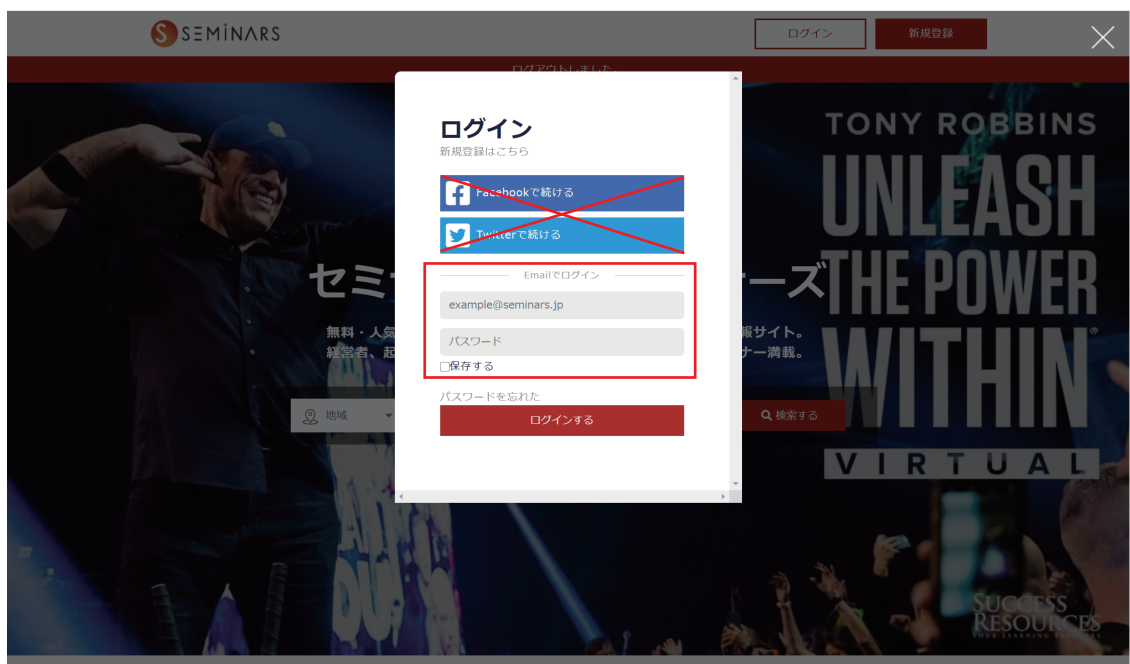 SEMINARS
ログイン
新規登録
ログアウトしました。
ログイン
新規登録はこちら
Facebookで続ける
Twitterで続ける
Emailでログイン
example@seminars.jp
パスワード
保存する
パスワードを忘れた
ログインする
セミ
ーズ
無料・人気
報サイト。
経営者、起
ナー満載。
地域
検索する
TONY ROBBINS
UNLEASH
THE POWER
WITHIN®
VIRTUAL
SUCCESS
RESOURCES
YOUR LEARNING PARTNERS